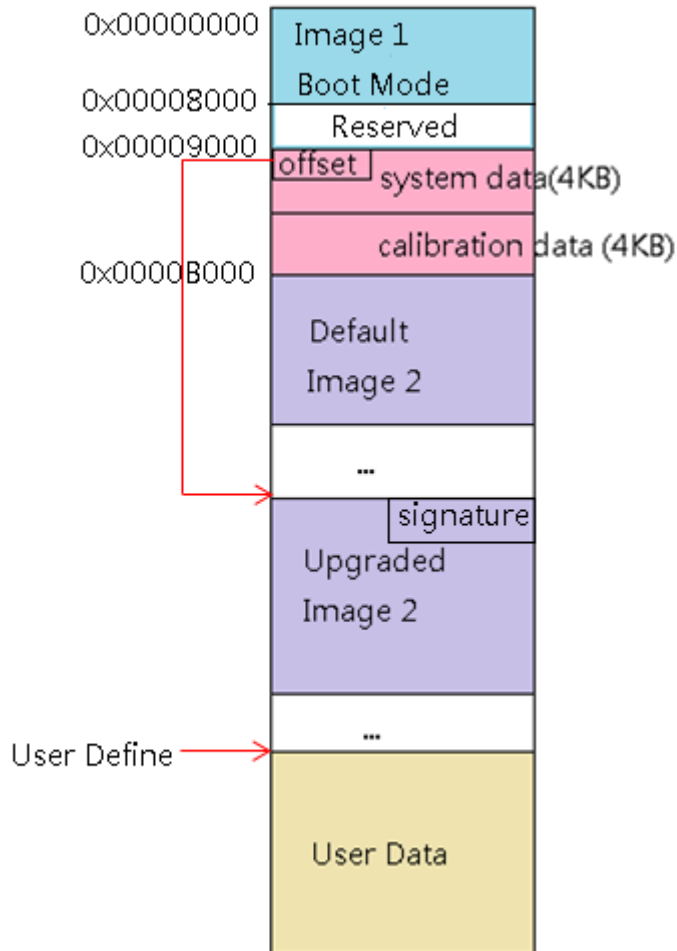 0x00000000
Image 1
Boot Mode
0x00008000
Reserved
0x00009000
offset
system data(4KB)
calibration data (4KB)
0x0000B000
Default
Image 2
...
signature
Upgraded
Image 2
...
User Define
User Data